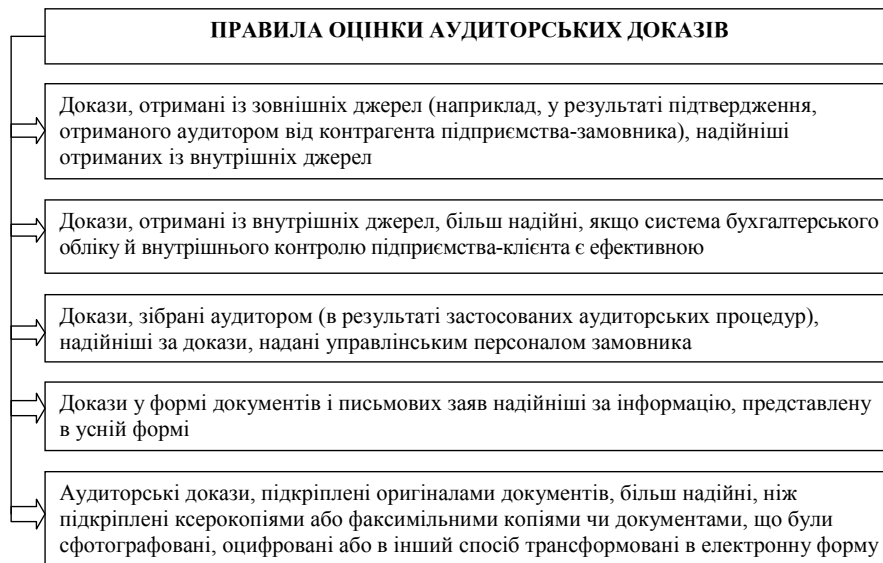 ПРАВИЛА ОЦІНКИ АУДИТОРСЬКИХ ДОКАЗІВ
Докази, отримані із зовнішніх джерел (наприклад, у результаті підтвердження,
отриманого аудитором від контрагента підприємства-замовника), надійніші
отриманих із внутрішніх джерел
Докази, отримані із внутрішніх джерел, більш надійні, якщо система бухгалтерського
обліку й внутрішнього контролю підприємства-клієнта є ефективною
Докази, зібрані аудитором (в результаті застосованих аудиторських процедур),
надійніші за докази, надані управлінським персоналом замовника
Докази у формі документів і письмових заяв надійніші за інформацію, представлену
в усній формі
Аудиторські докази, підкріплені оригіналами документів, більш надійні, ніж
підкріплені ксерокопіями або факсимільними копіями чи документами, що були
сфотографовані, оцифровані або в інший спосіб трансформовані в електронну форму